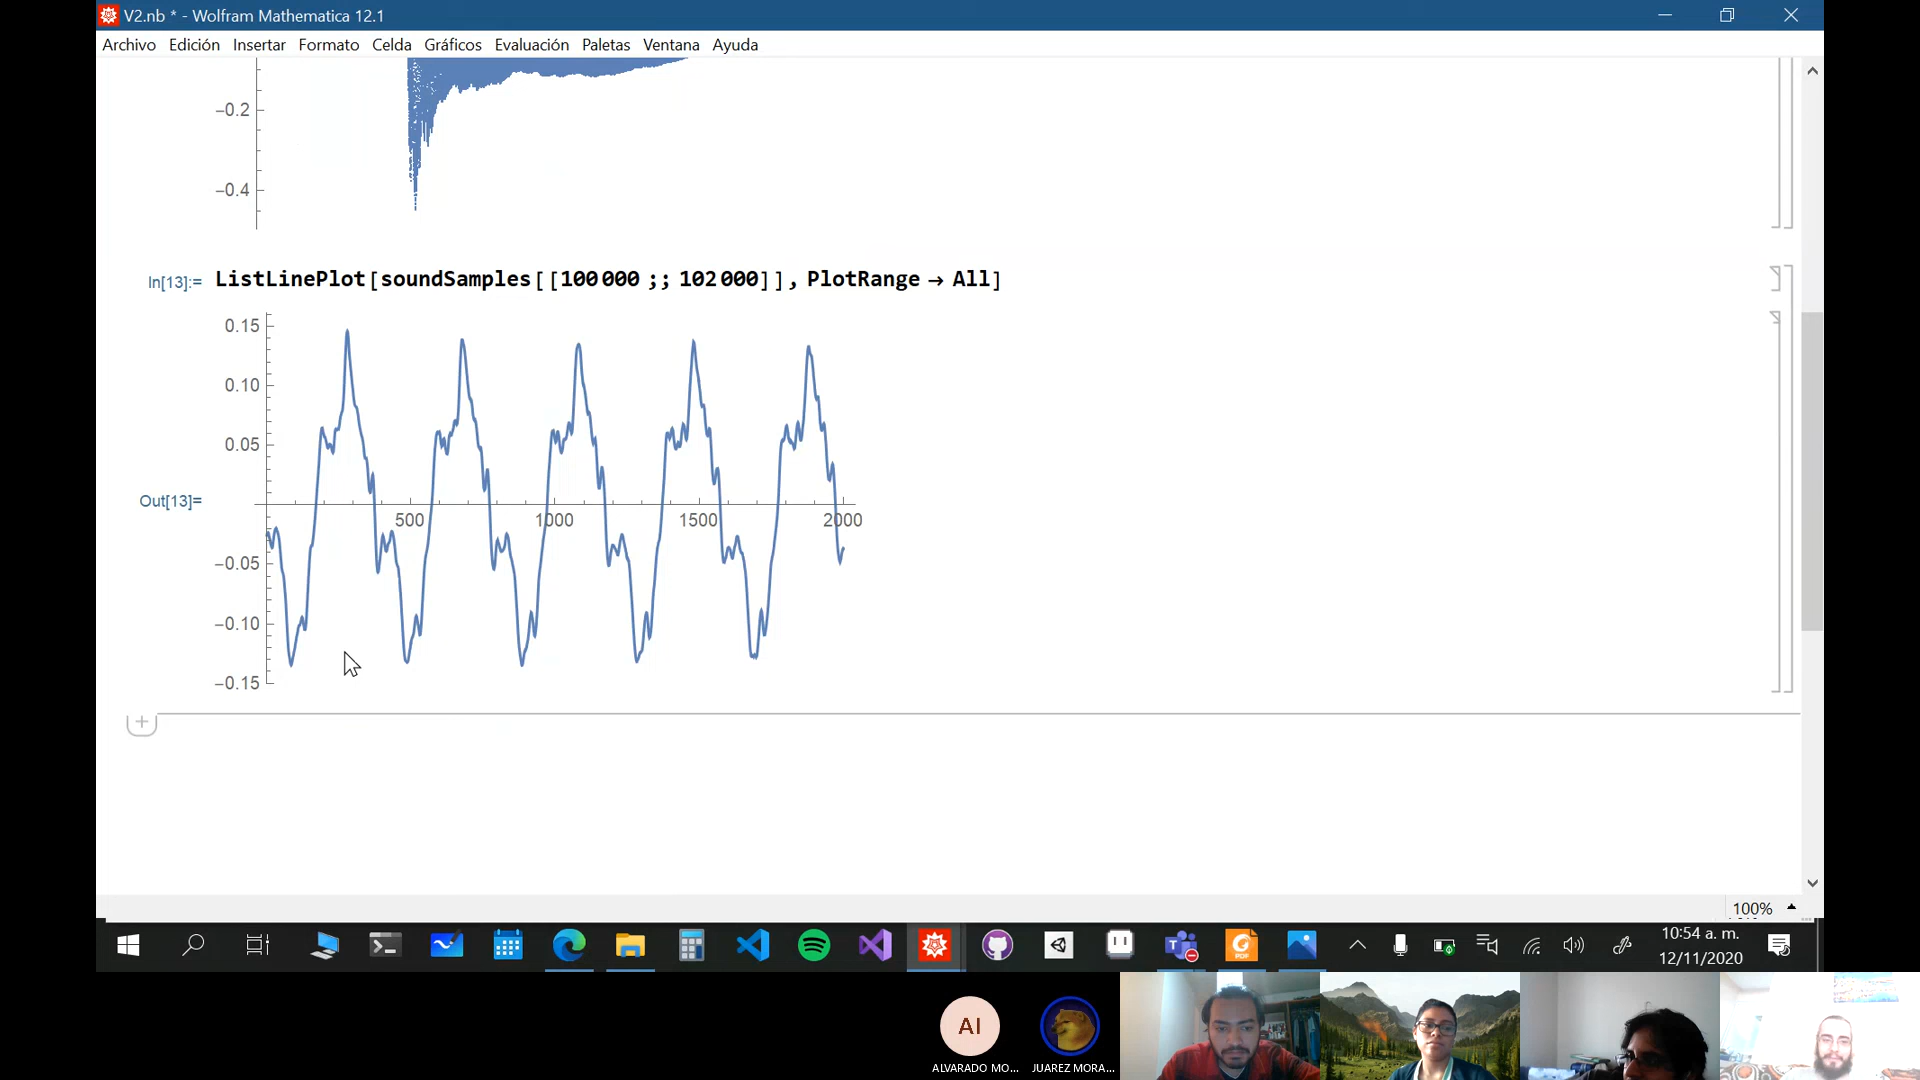 V2.nb * - Wolfram Mathematica 12.1
Archivo Edición Insertar Formato Celda Gráficos Evaluación Paletas Ventana Ayuda
-0.2
-0.4
In[13]:= ListLinePlot[soundSamples[[100000 ;; 102000]], PlotRange → All]
0.15
0.10
0.05
Out[13]=
500 1000 1500 2000
-0.05
-0.10
-0.15
100%
10:54 a. m.
12/11/2020
AI
ALVARADO MO... JUAREZ MORA...